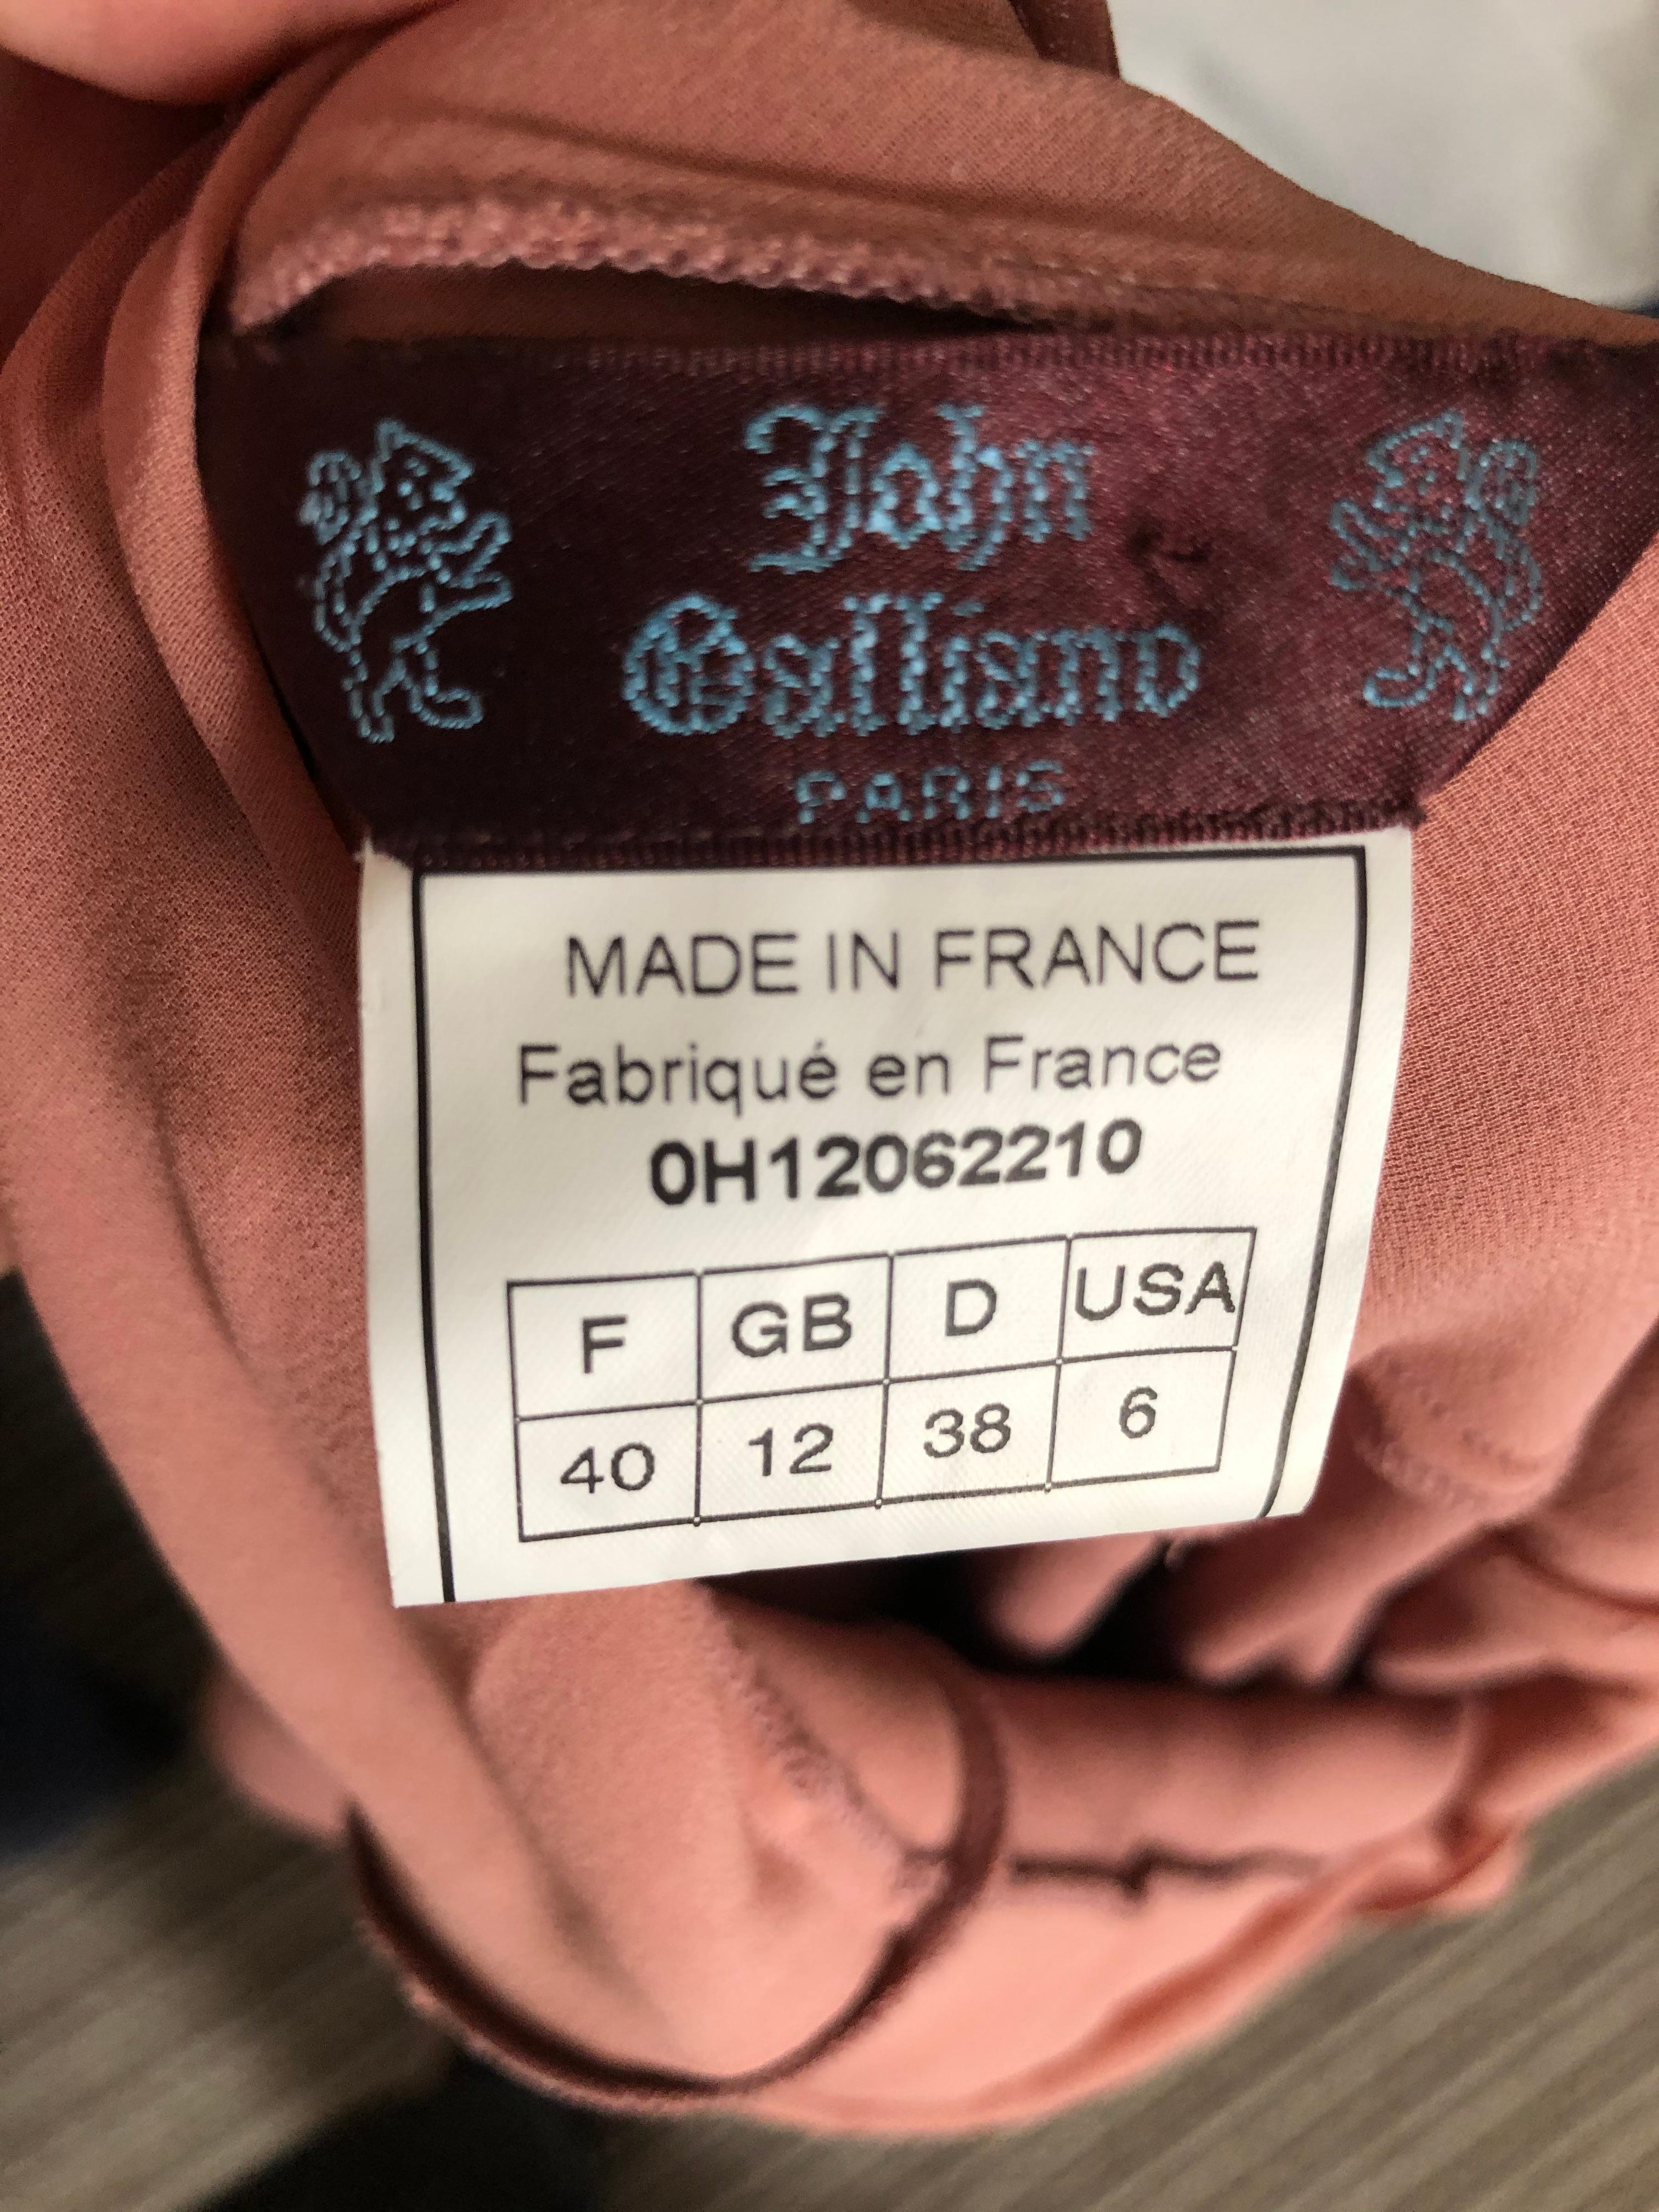 John
Galliano
PARIS
MADE IN FRANCE
Fabriqué en France
0H12062210
F GB D USA
40 12 38 6